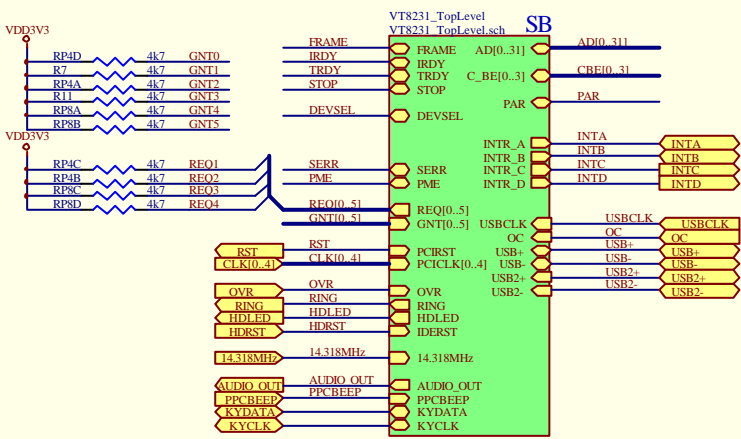 VT8231_TopLevel
SB
VT8231_TopLevel.sch
VDD3V3
RP4D 4k7 GNT0
R7 4k7 GNT1
RP4A 4k7 GNT2
R11 4k7 GNT3
RP8A 4k7 GNT4
RP8B 4k7 GNT5
VDD3V3
RP4C 4k7 REQ1
RP4B 4k7 REQ2
RP8C 4k7 REQ3
RP8D 4k7 REQ4
FRAME FRAME
IRDY IRDY
TRDY TRDY
STOP STOP
DEVSEL DEVSEL
SERR SERR
PME PME
REQ[0..5] REQ[0..5]
GNT[0..5] GNT[0..5]
RST RST PCIRST
CLK[0..4] CLK[0..4] PCICLK[0..4]
OVR OVR OVR
RING RING RING
HDLED HDLED HDLED
HDRST HDRST IDERST
14.318MHz 14.318MHz 14.318MHz
AUDIO_OUT AUDIO_OUT AUDIO_OUT
PPCBEEP PPCBEEP PPCBEEP
KYDATA KYDATA
KYCLK KYCLK
AD[0..31] AD[0..31]
C_BE[0..3] CBE[0..3]
PAR PAR
INTR_A INTA INTA
INTR_B INTB INTB
INTR_C INTC INTC
INTR_D INTD INTD
USBCLK USBCLK USBCLK
OC OC OC
USB+ USB+ USB+
USB- USB- USB-
USB2+ USB2+ USB2+
USB2- USB2- USB2-